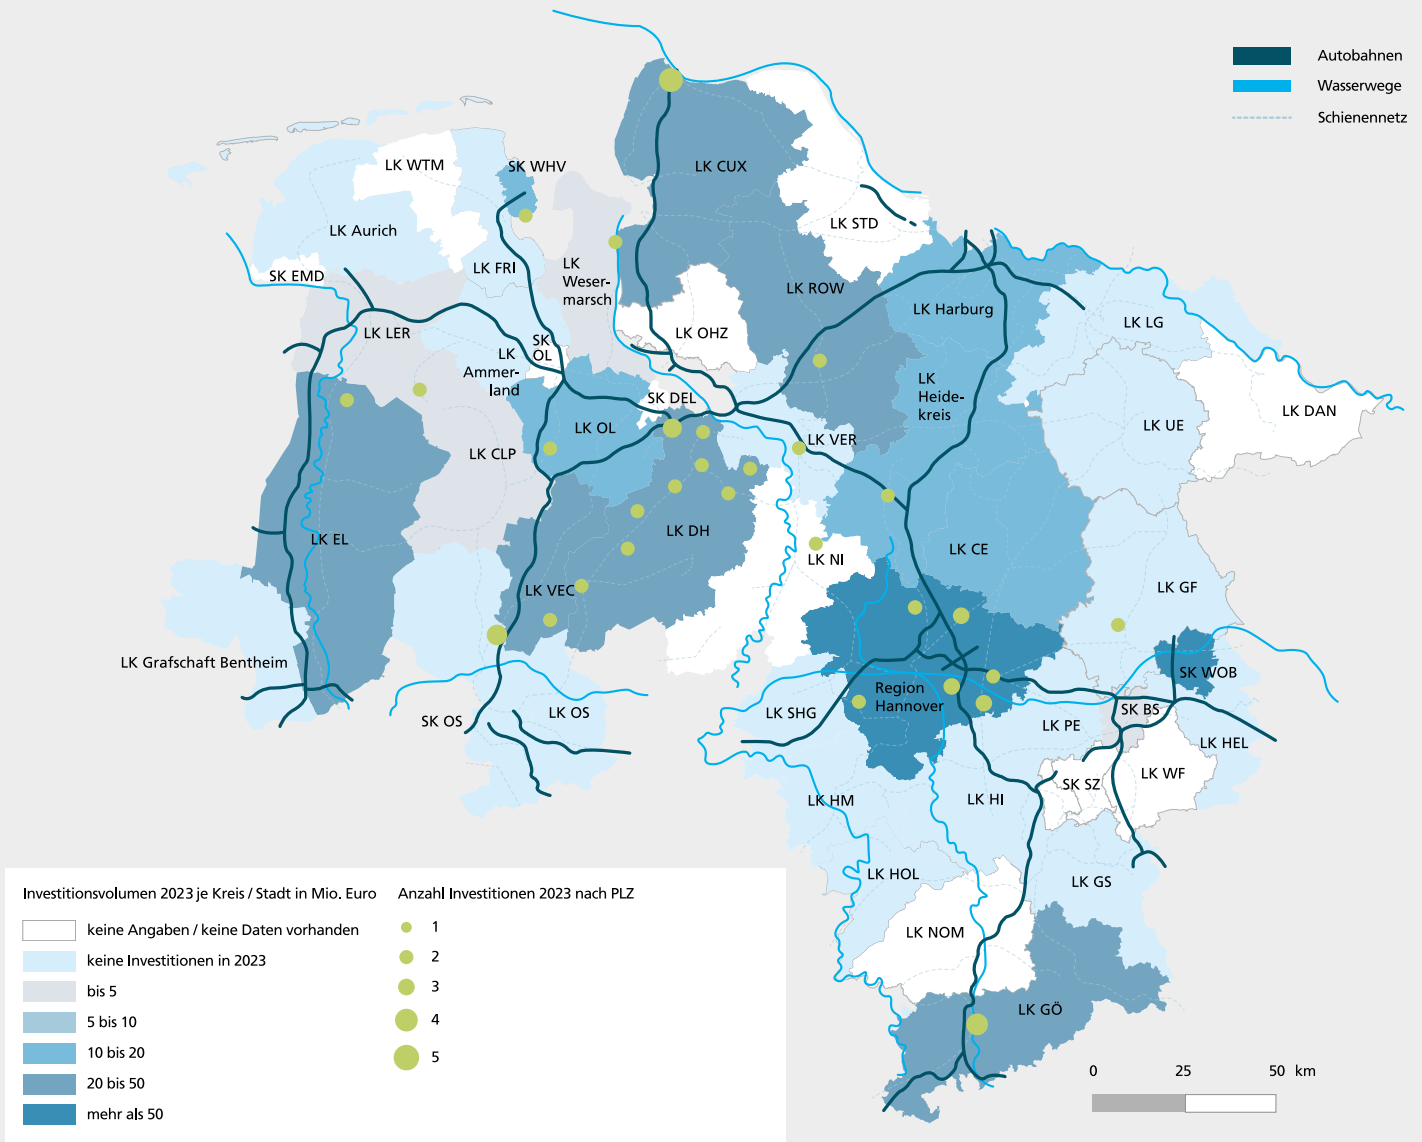 Autobahnen
Wasserwege
Schienennetz
LK WTM
SK WHV
LK CUX
LK Aurich
LK STD
SK EMD
LK FRI
LK
Weser-
marsch
LK ROW
LK Harburg
LK LG
LK LER
LK OHZ
SK
OL
LK
Ammer-
land
LK
Heide-
kreis
SK DEL
LK DAN
LK OL
LK UE
LK VER
LK CLP
LK DH
LK EL
LK CE
LK NI
LK GF
LK VEC
LK Grafschaft Bentheim
SK WOB
Region
Hannover
SK OS
LK OS
LK SHG
SK BS
LK PE
LK HEL
LK WF
SK SZ
LK HM
LK HI
LK HOL
LK GS
LK NOM
LK GÖ
Investitionsvolumen 2023 je Kreis / Stadt in Mio. Euro
keine Angaben / keine Daten vorhanden
keine Investitionen in 2023
bis 5
5 bis 10
10 bis 20
20 bis 50
mehr als 50
Anzahl Investitionen 2023 nach PLZ
1
2
3
4
5
0 25 50 km